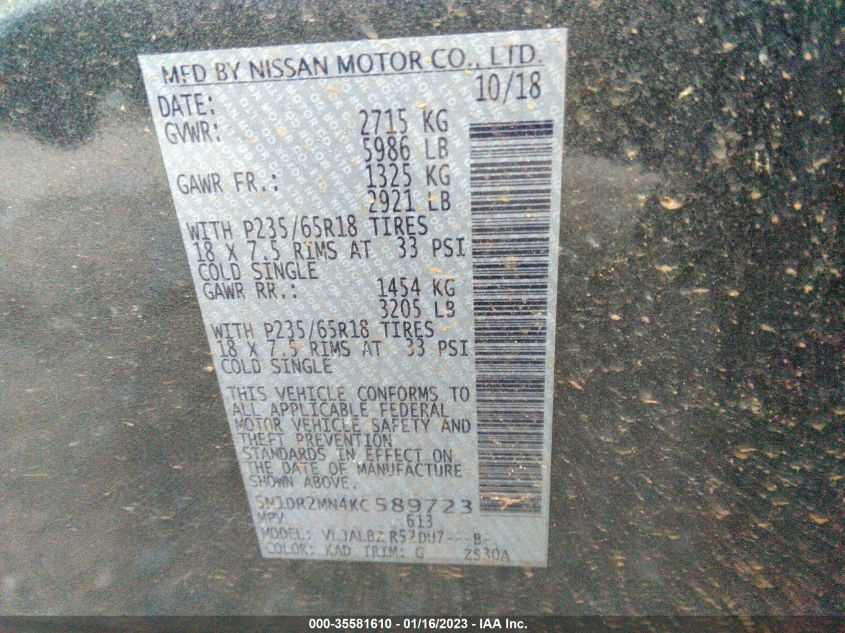 MFD BY NISSAN MOTOR CO., LTD.
DATE: 10/18
GVWR: 2715 KG
5986 LB
GAWR FR.: 1325 KG
2921 LB
WITH P235/65R18 TIRES
18 X 7.5 RIMS AT 33 PSI
COLD SINGLE
GAWR RR.: 1454 KG
3205 LB
WITH P235/65R18 TIRES
18 X 7.5 RIMS AT 33 PSI
COLD SINGLE
THIS VEHICLE CONFORMS TO
ALL APPLICABLE FEDERAL
MOTOR VEHICLE SAFETY AND
THEFT PREVENTION
STANDARDS IN EFFECT ON
THE DATE OF MANUFACTURE
SHOWN ABOVE.
5N1DR2MN4KC589723
MPV 613
MODEL:
COLOR: KAD TRIM: G
000-35581610 - 01/16/2023 - IAA Inc.